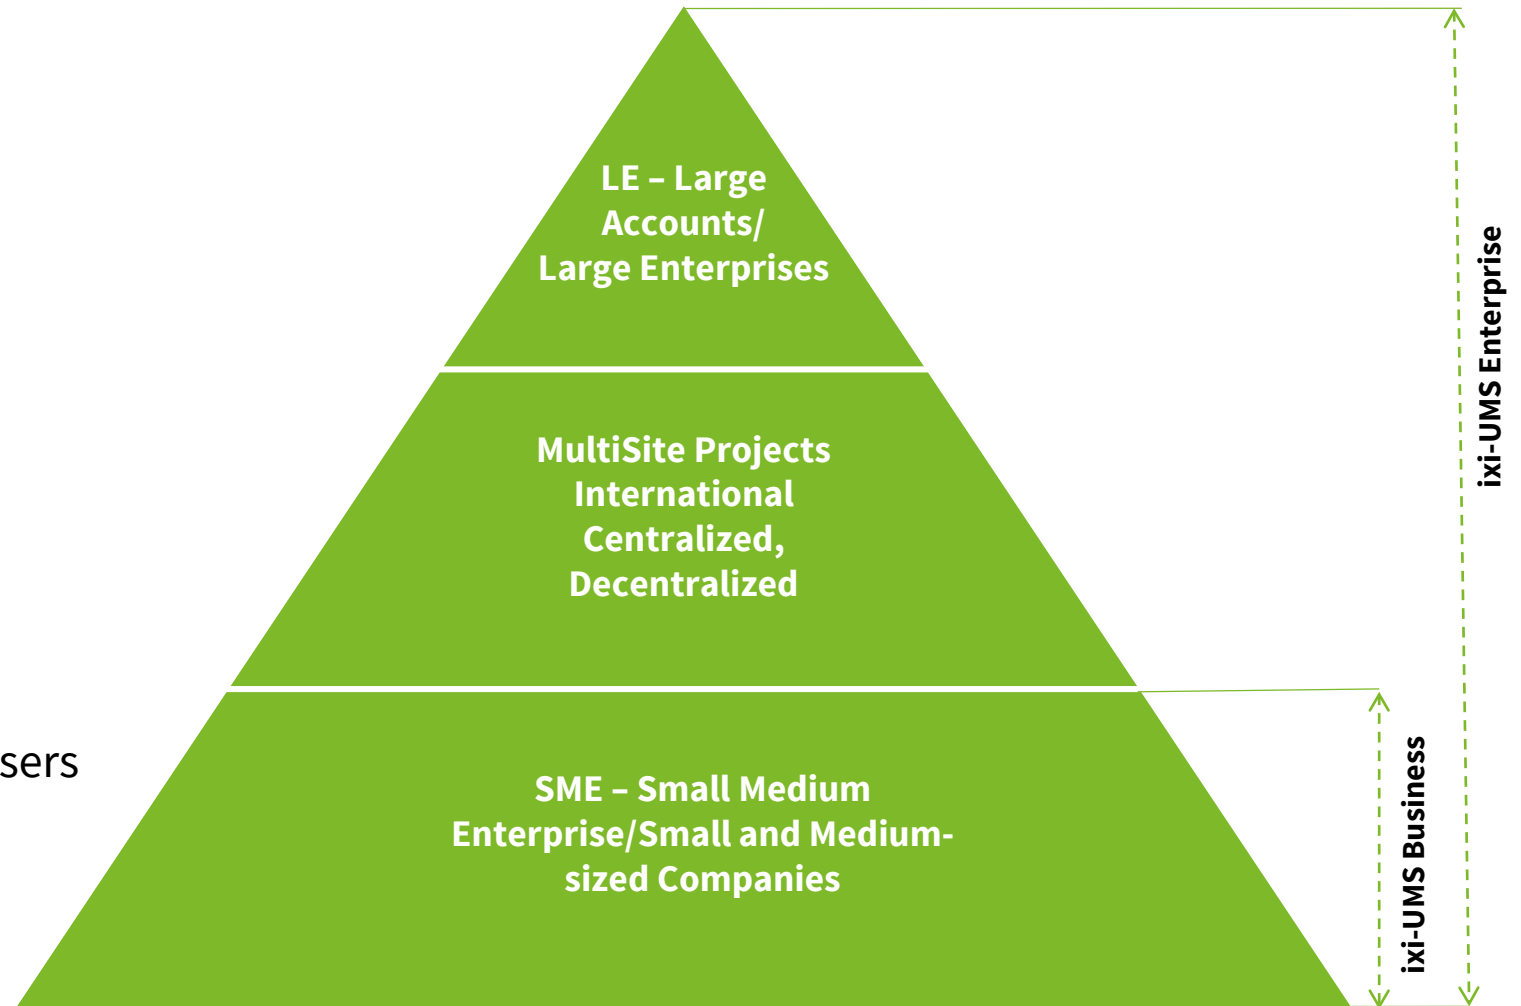 LE – Large
Accounts/
Large Enterprises
MultiSite Projects
International
Centralized,
Decentralized
sers
SME – Small Medium
Enterprise/Small and Medium-
sized Companies
ixi-UMS Business
ixi-UMS Enterprise